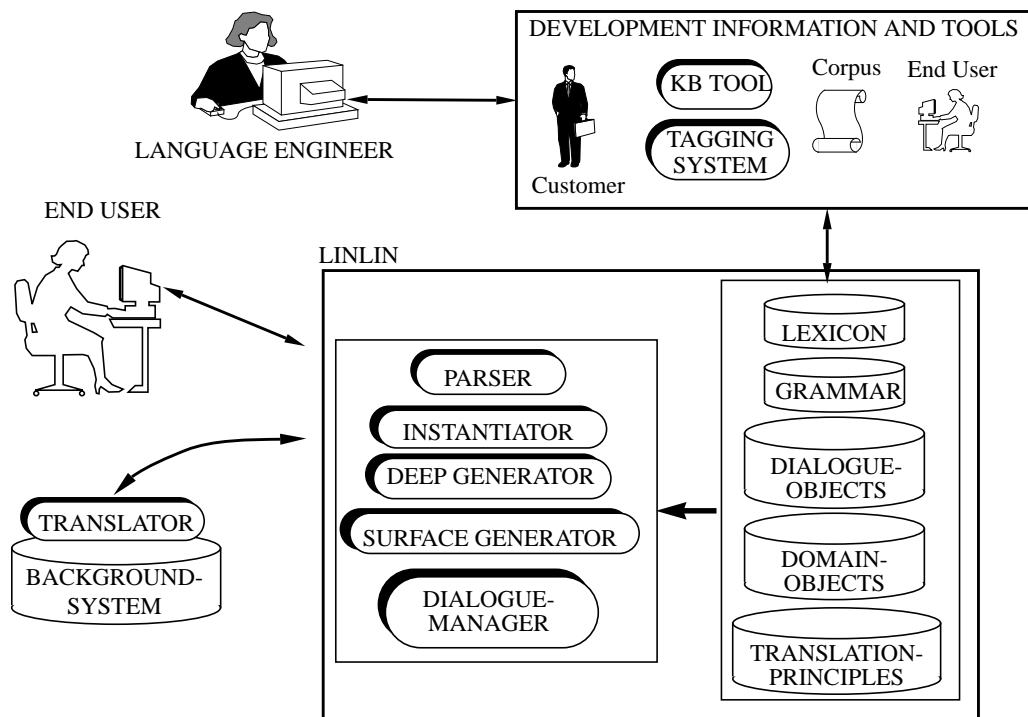 DEVELOPMENT INFORMATION AND TOOLS
Customer
KB TOOL
TAGGING
SYSTEM
Corpus
End User
LANGUAGE ENGINEER
END USER
LINLIN
PARSER
INSTANTIATOR
DEEP GENERATOR
SURFACE GENERATOR
DIALOGUE-
MANAGER
LEXICON
GRAMMAR
DIALOGUE-
OBJECTS
DOMAIN-
OBJECTS
TRANSLATION-
PRINCIPLES
TRANSLATOR
BACKGROUND-
SYSTEM